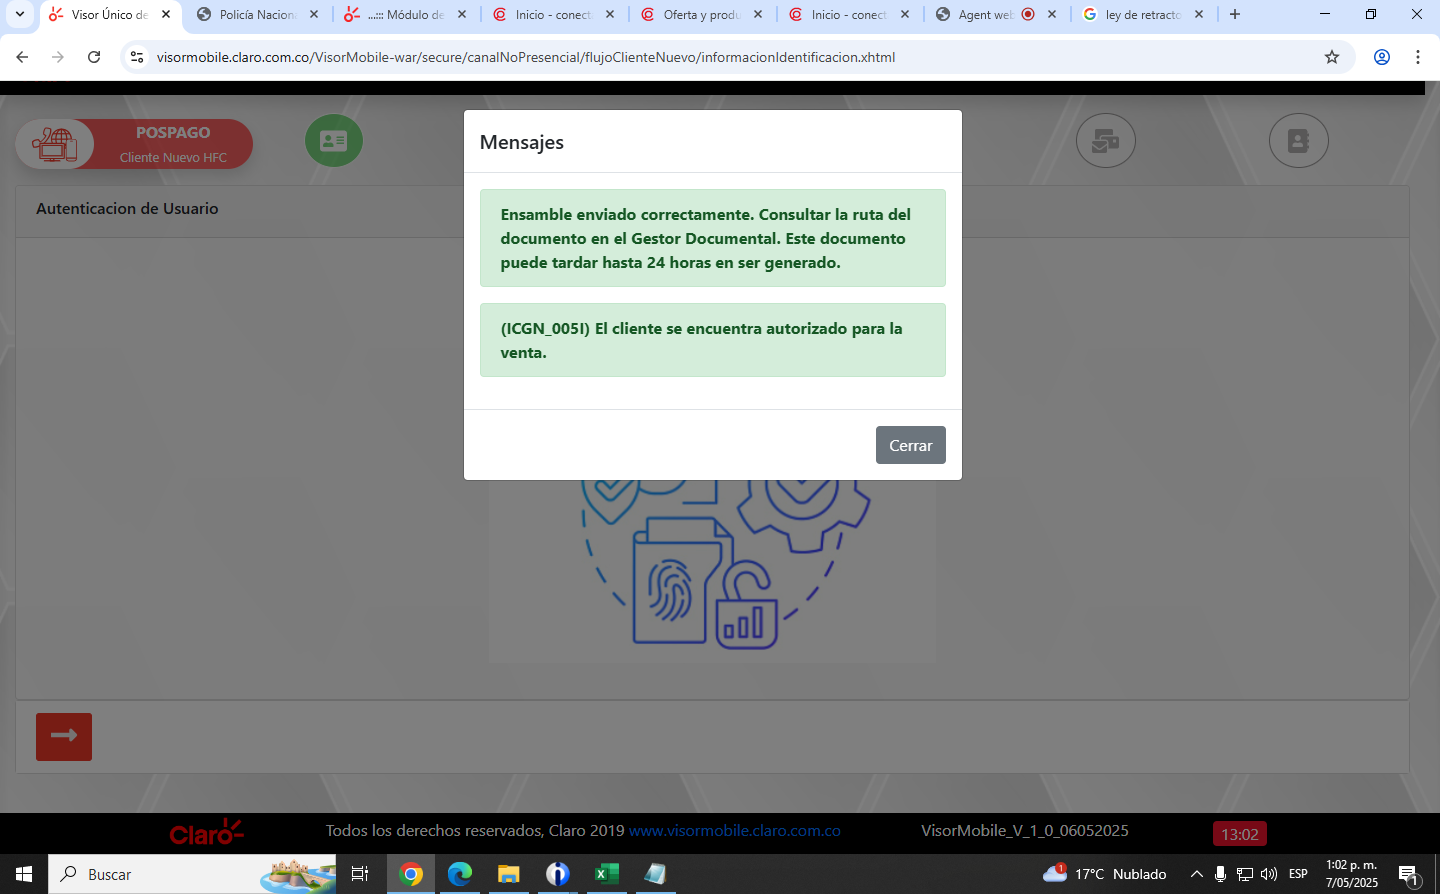 Visor Único de
Policía Naciona
...::: Módulo de
Inicio - conect
Oferta y produ
Inicio - conect
Agent web
ley de retracto
visormobile.claro.com.co/VisorMobile-war/secure/canalNoPresencial/flujoClienteNuevo/informacionIdentificacion.xhtml
POSPAGO
Cliente Nuevo HFC
Autenticacion de Usuario
Mensajes
Ensamble enviado correctamente. Consultar la ruta del
documento en el Gestor Documental. Este documento
puede tardar hasta 24 horas en ser generado.
(ICGN_005I) El cliente se encuentra autorizado para la
venta.
Cerrar
Claro
Todos los derechos reservados, Claro 2019 www.visormobile.claro.com.co
VisorMobile_V_1_0_06052025
13:02
Buscar
1
17°C Nublado
ESP
1:02 p. m.
7/05/2025
1